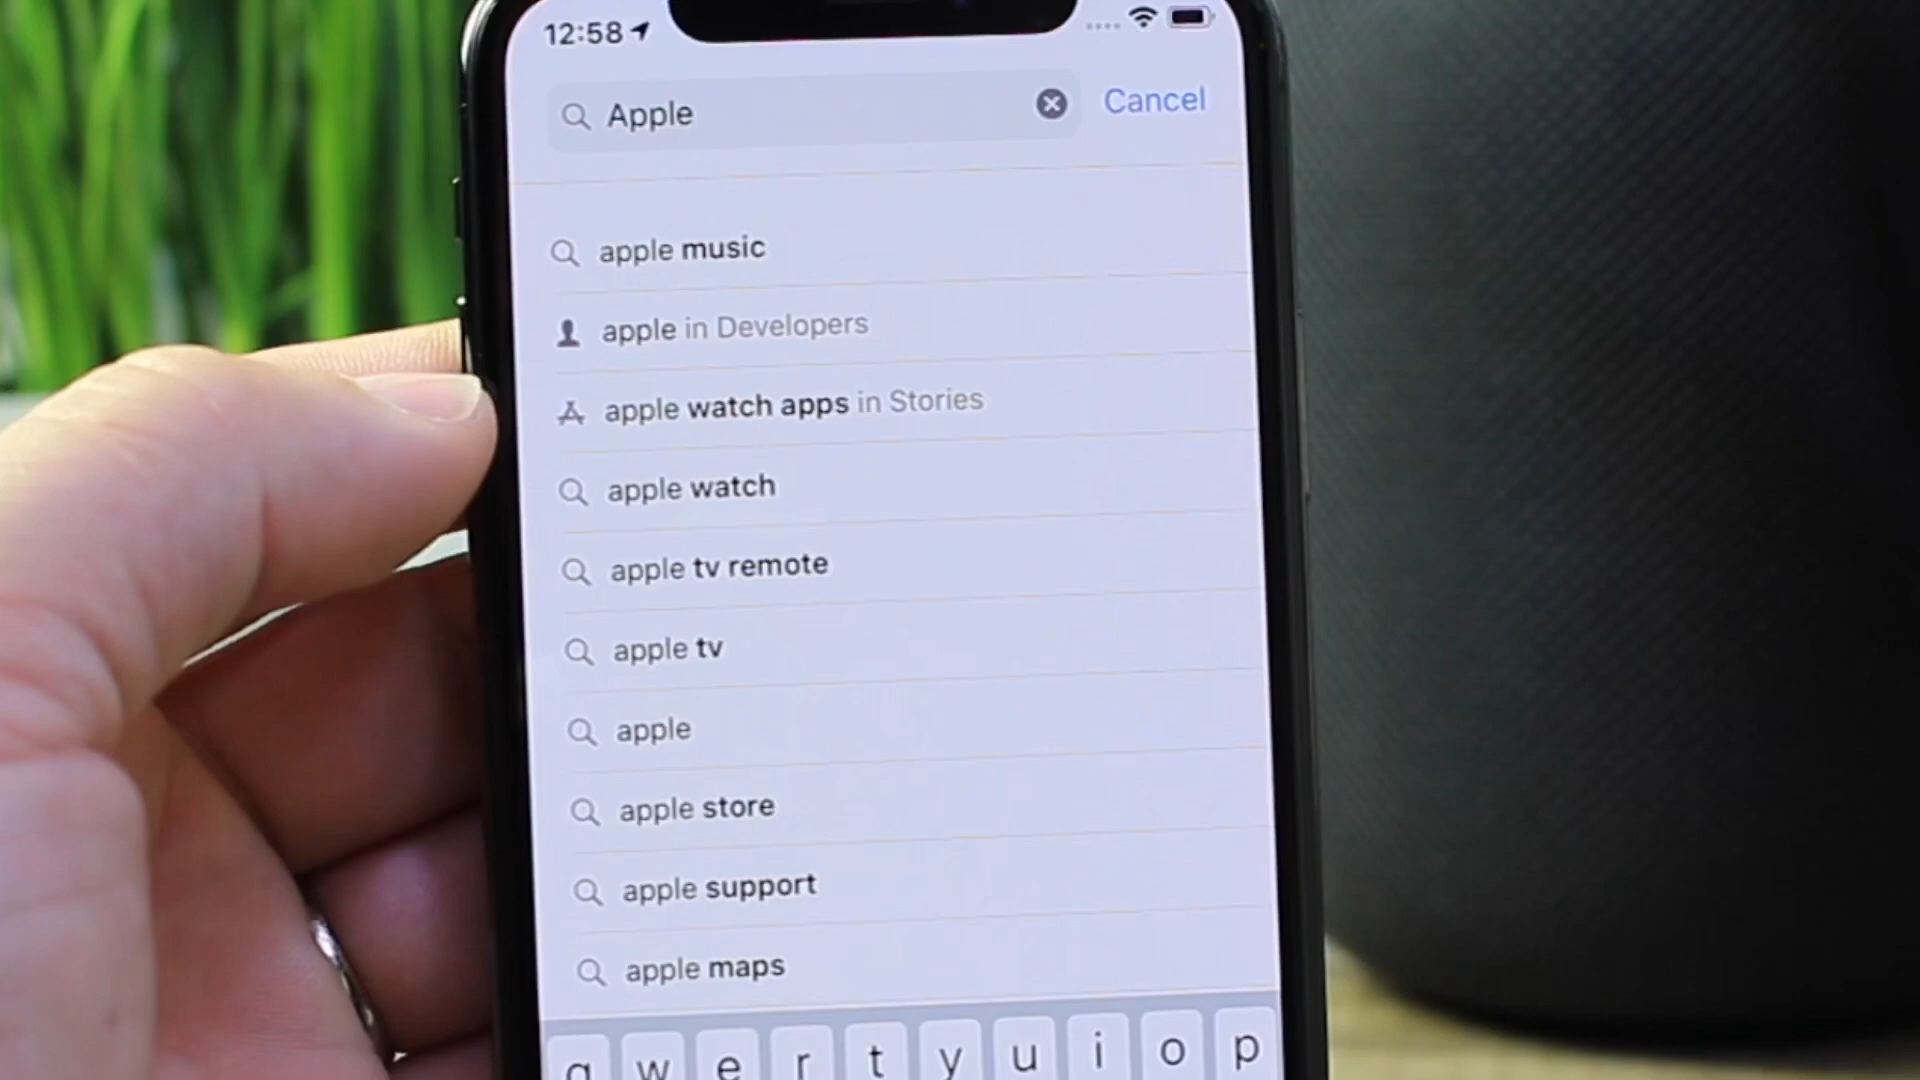 12:58
Apple Cancel
apple music
apple in Developers
apple watch apps in Stories
apple watch
apple tv remote
apple tv
apple
apple store
apple support
apple maps
q w e r t y u i o p